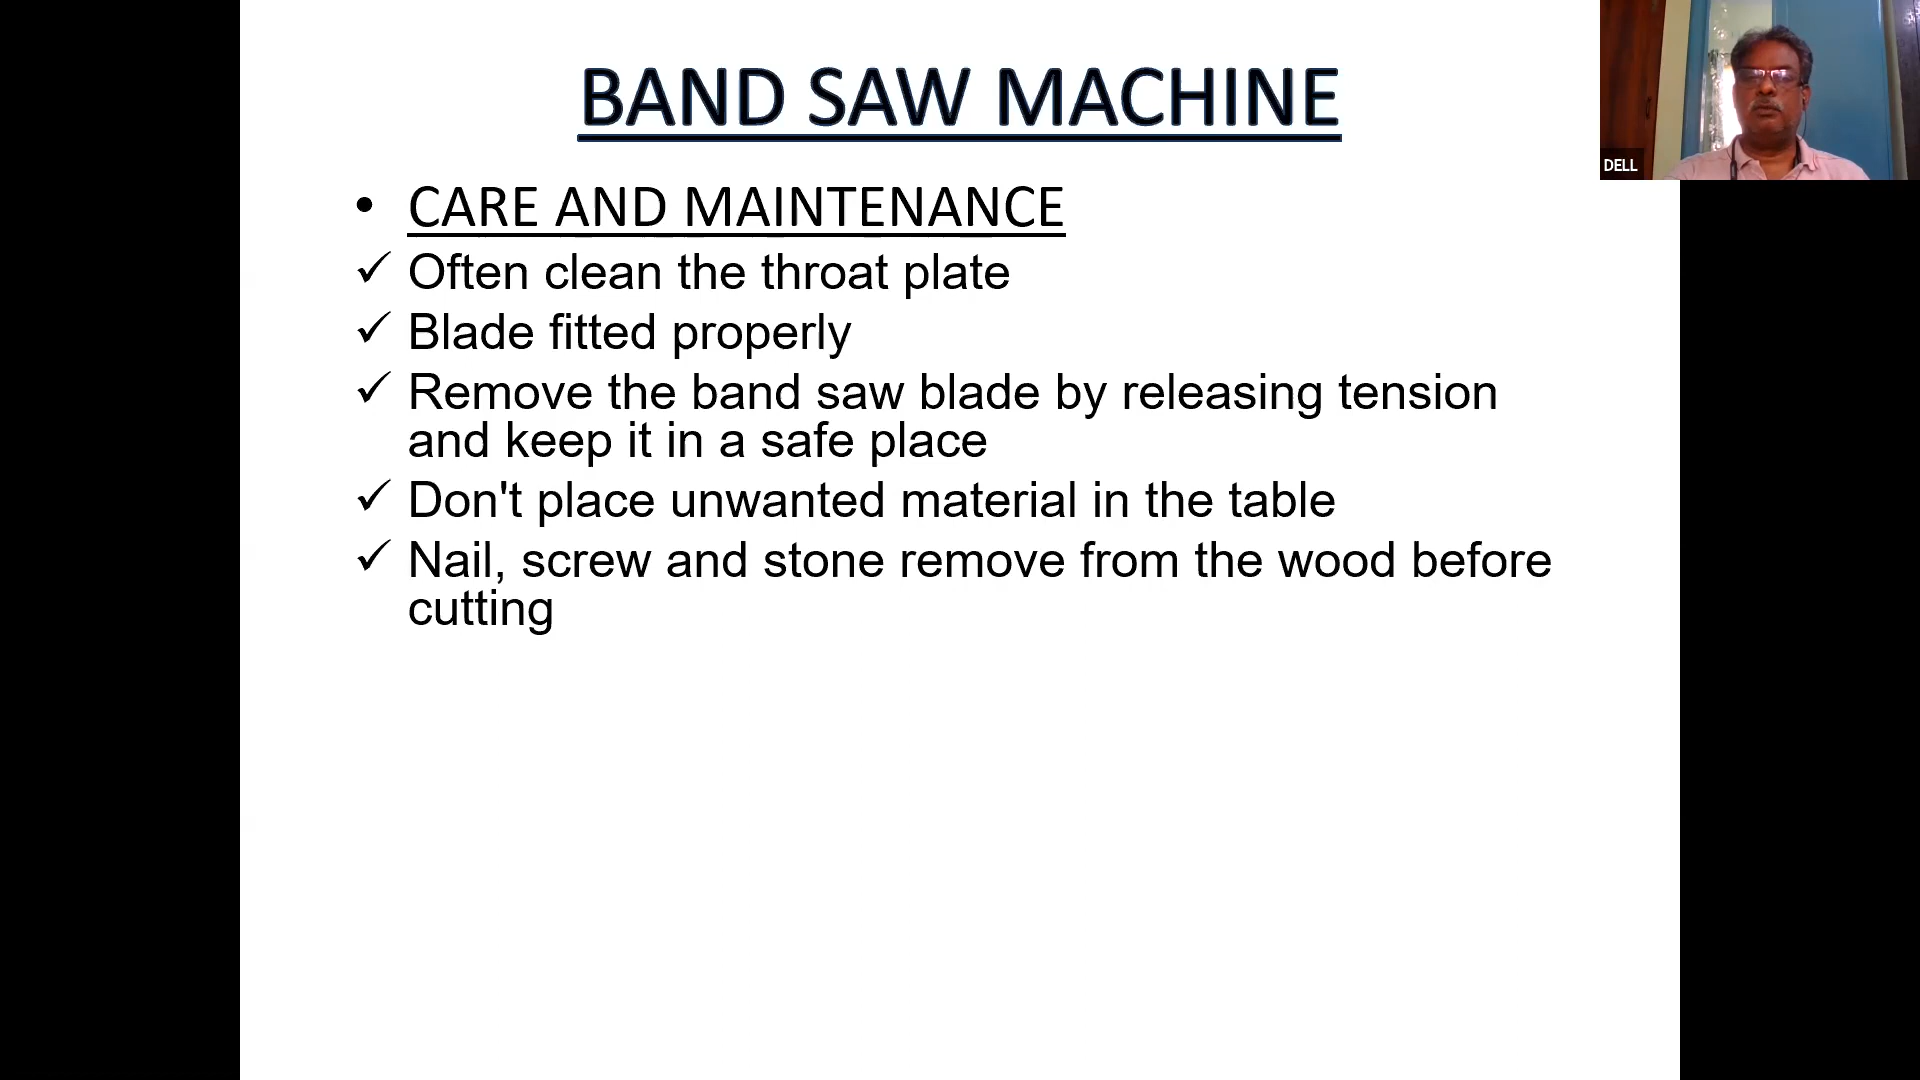 BAND SAW MACHINE
DELL
• CARE AND MAINTENANCE
✓ Often clean the throat plate
✓ Blade fitted properly
✓ Remove the band saw blade by releasing tension
and keep it in a safe place
✓ Don't place unwanted material in the table
✓ Nail, screw and stone remove from the wood before
cutting